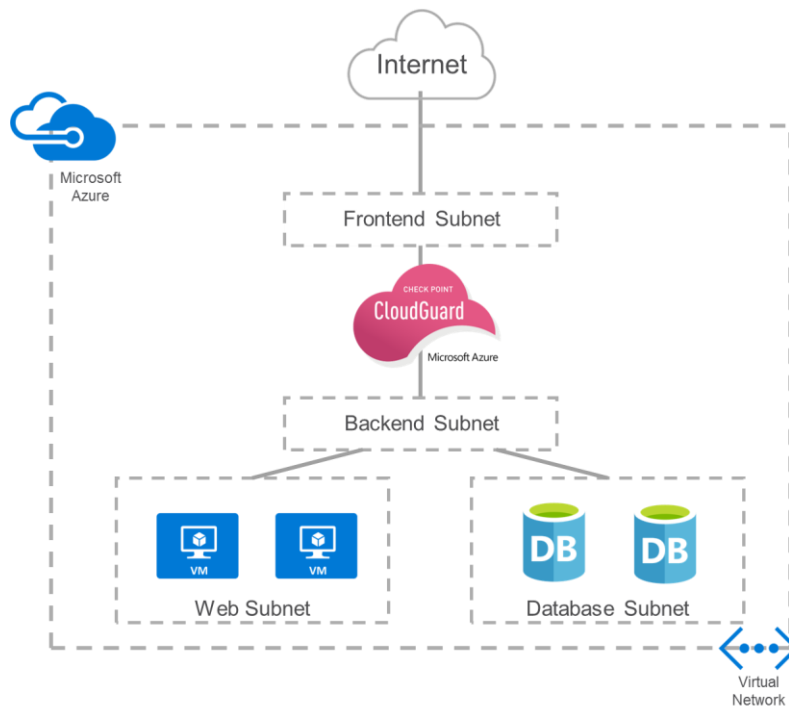 Internet
Microsoft
Azure
Frontend Subnet
CHECK POINT
CloudGuard
Microsoft Azure
Backend Subnet
VM
VM
DB
DB
Web Subnet
Database Subnet
Virtual
Network